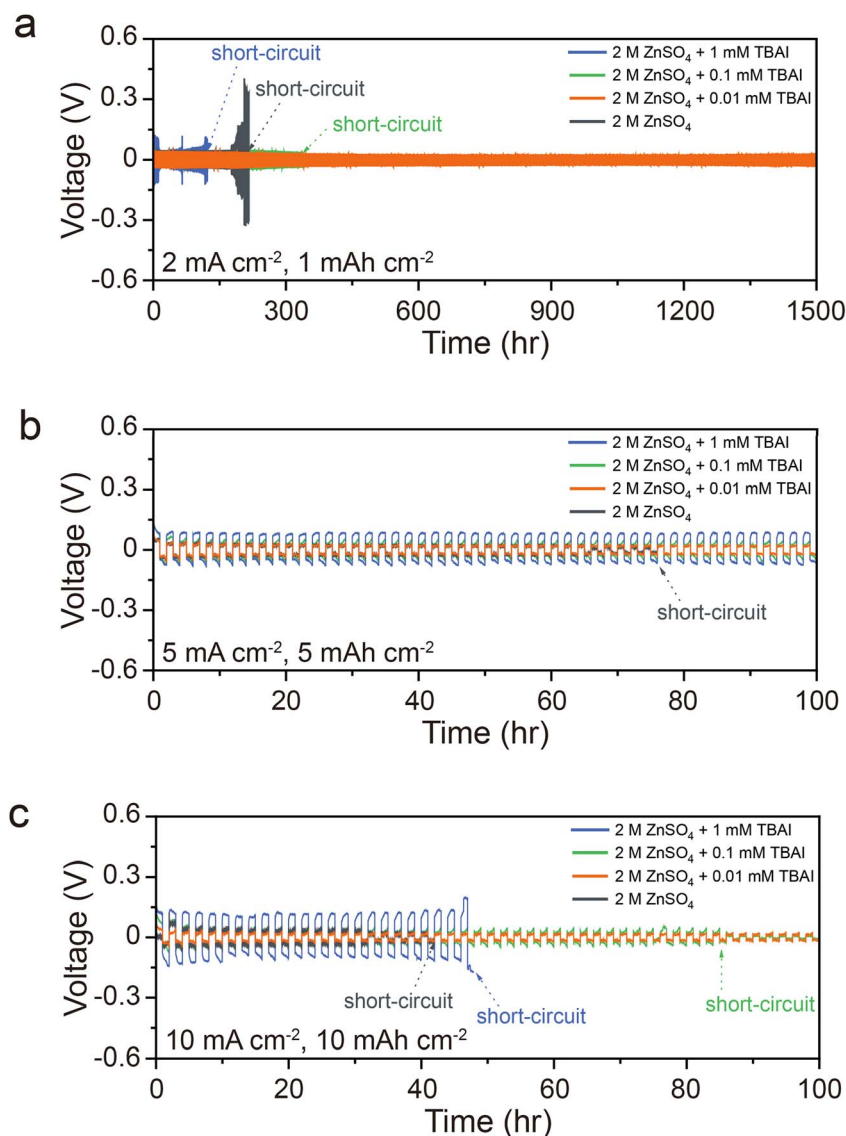 a
0.6
0.3
0
-0.3
-0.6
Voltage (V)
short-circuit
short-circuit
short-circuit
2 M ZnSO₄ + 1 mM TBAI
2 M ZnSO₄ + 0.1 mM TBAI
2 M ZnSO₄ + 0.01 mM TBAI
2 M ZnSO₄
2 mA cm⁻², 1 mAh cm⁻²
0 300 600 900 1200 1500
Time (hr)
b
0.6
0.3
0
-0.3
-0.6
Voltage (V)
2 M ZnSO₄ + 1 mM TBAI
2 M ZnSO₄ + 0.1 mM TBAI
2 M ZnSO₄ + 0.01 mM TBAI
2 M ZnSO₄
short-circuit
5 mA cm⁻², 5 mAh cm⁻²
0 20 40 60 80 100
Time (hr)
c
0.6
0.3
0
-0.3
-0.6
Voltage (V)
2 M ZnSO₄ + 1 mM TBAI
2 M ZnSO₄ + 0.1 mM TBAI
2 M ZnSO₄ + 0.01 mM TBAI
2 M ZnSO₄
short-circuit
short-circuit
short-circuit
10 mA cm⁻², 10 mAh cm⁻²
0 20 40 60 80 100
Time (hr)